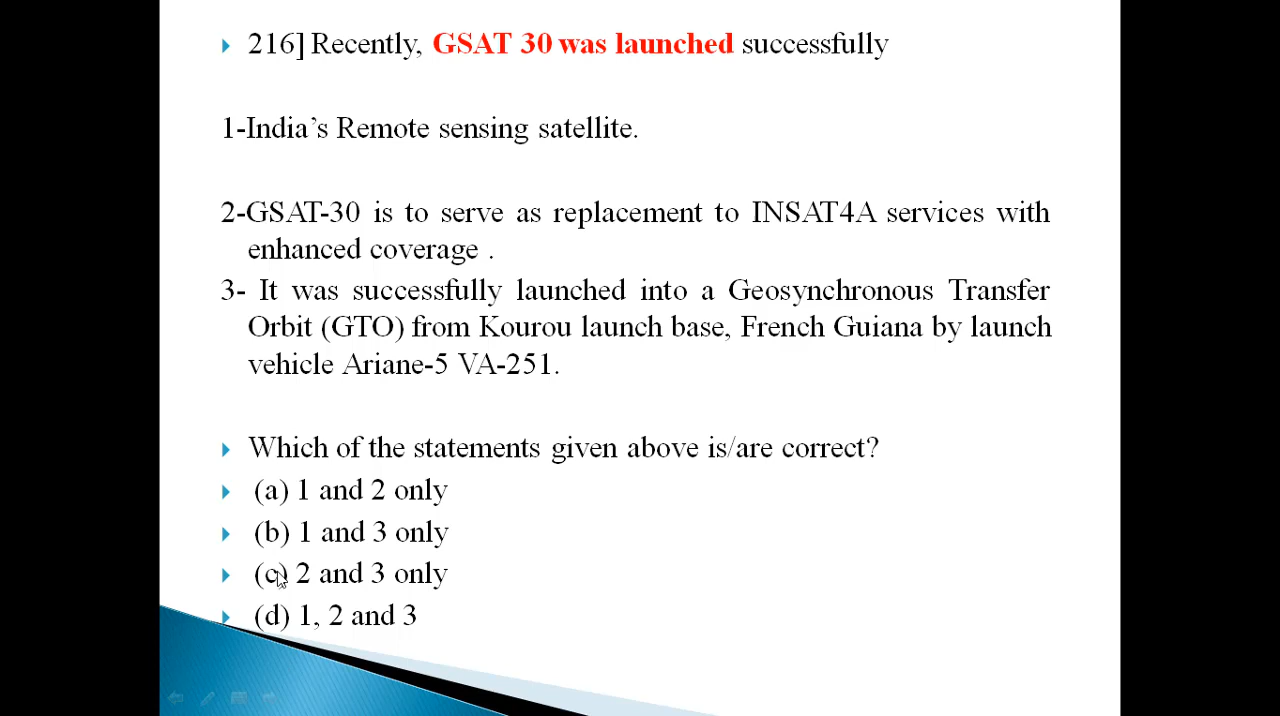 216] Recently, GSAT 30 was launched successfully
1-India’s Remote sensing satellite.
2-GSAT-30 is to serve as replacement to INSAT4A services with
enhanced coverage .
3- It was successfully launched into a Geosynchronous Transfer
Orbit (GTO) from Kourou launch base, French Guiana by launch
vehicle Ariane-5 VA-251.
Which of the statements given above is/are correct?
(a) 1 and 2 only
(b) 1 and 3 only
(c) 2 and 3 only
(d) 1, 2 and 3